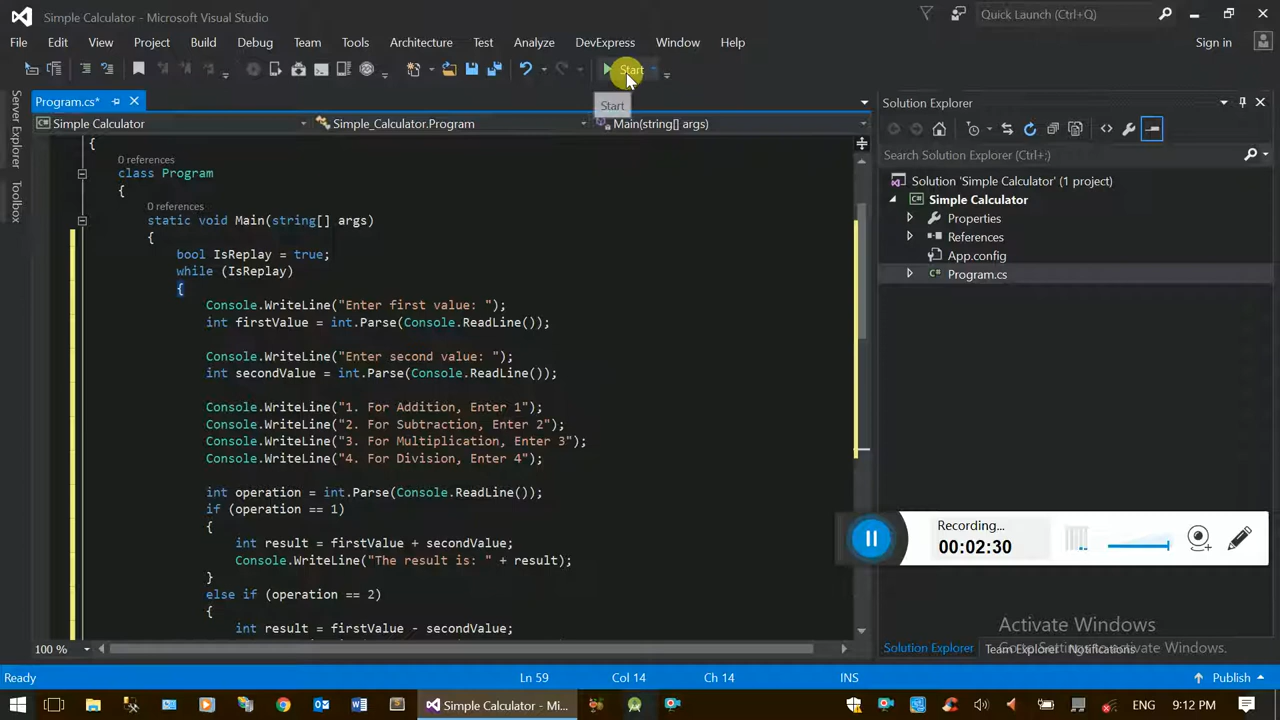 Simple Calculator - Microsoft Visual Studio
Quick Launch (Ctrl+Q)
File Edit View Project Build Debug Team Tools Architecture Test Analyze DevExpress Window Help
Sign in
Start
Start
Server Explorer
Toolbox
Program.cs*
Simple Calculator
Simple_Calculator.Program
Main(string[] args)
{
0 references
class Program
{
0 references
static void Main(string[] args)
{
bool IsReplay = true;
while (IsReplay)
{
Console.WriteLine("Enter first value: ");
int firstValue = int.Parse(Console.ReadLine());
Console.WriteLine("Enter second value: ");
int secondValue = int.Parse(Console.ReadLine());
Console.WriteLine("1. For Addition, Enter 1");
Console.WriteLine("2. For Subtraction, Enter 2");
Console.WriteLine("3. For Multiplication, Enter 3");
Console.WriteLine("4. For Division, Enter 4");
int operation = int.Parse(Console.ReadLine());
if (operation == 1)
{
int result = firstValue + secondValue;
Console.WriteLine("The result is: " + result);
}
else if (operation == 2)
{
int result = firstValue - secondValue;
100 %
Solution Explorer
Search Solution Explorer (Ctrl+;)
Solution 'Simple Calculator' (1 project)
Simple Calculator
Properties
References
App.config
C# Program.cs
Recording...
00:02:30
Activate Windows
Go to Settings to activate Windows.
Solution Explorer Team Explorer Notifications
Ready
Ln 59
Col 14
Ch 14
INS
Publish
Simple Calculator - Mi...
ENG
9:12 PM